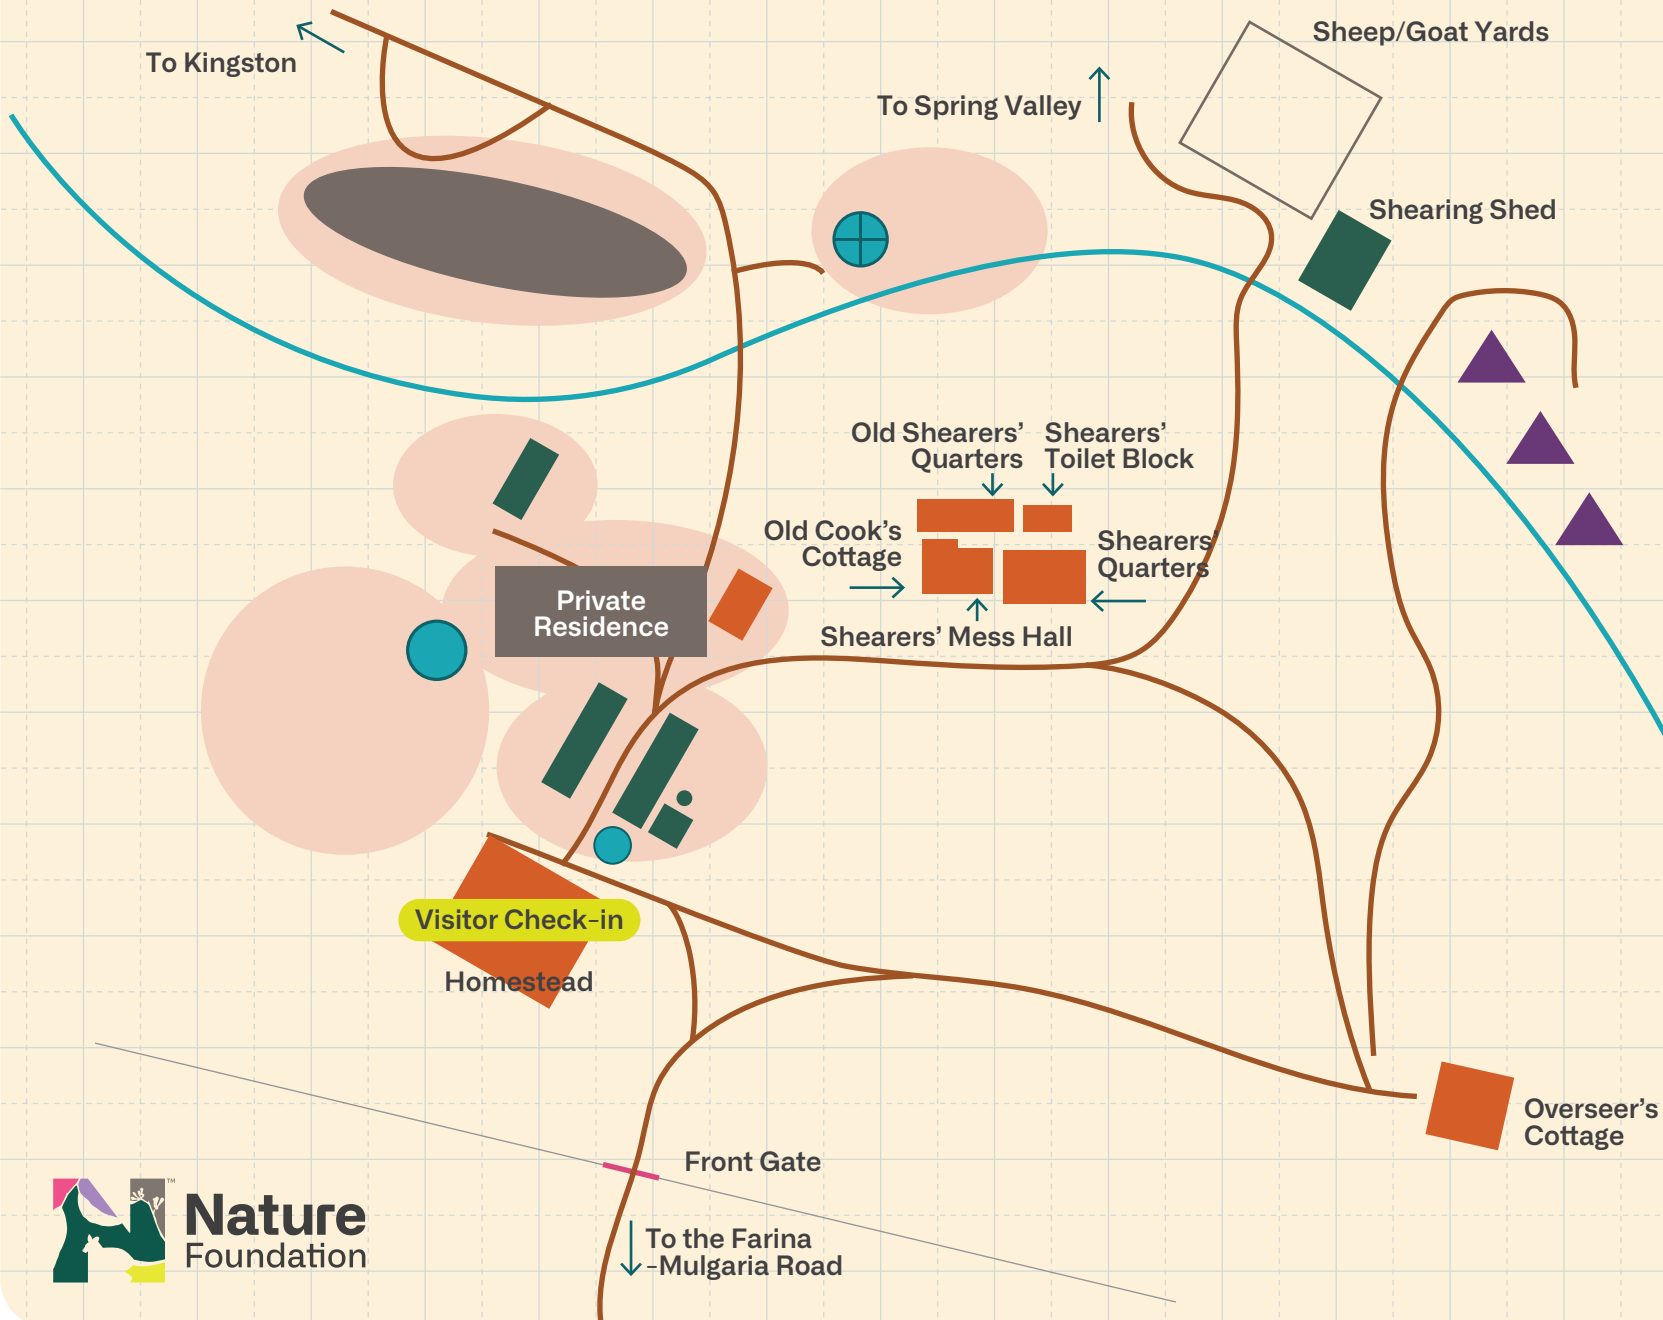 Sheep/Goat Yards
To Kingston
To Spring Valley
Shearing Shed
Old Shearers’
Quarters
Shearers’
Toilet Block
Old Cook’s
Cottage
Shearers’
Quarters
Shearers’ Mess Hall
Private
Residence
Visitor Check-in
Homestead
Overseer’s
Cottage
Front Gate
To the Farina
-Mulgaria Road
TM
Nature
Foundation